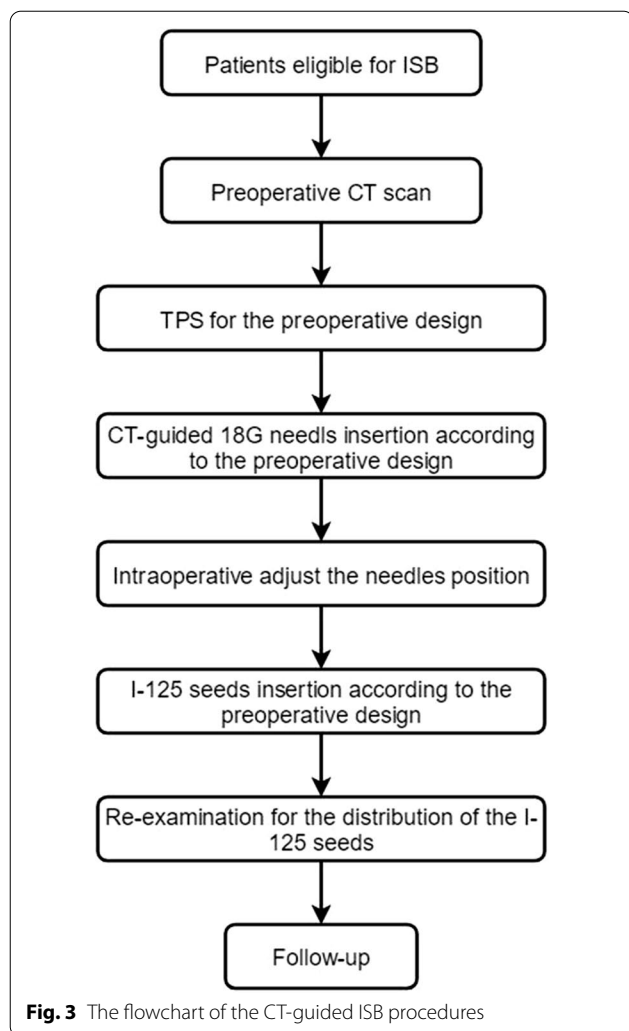 Patients eligible for ISB
Preoperative CT scan
TPS for the preoperative design
CT-guided 18G needls insertion according
to the preoperative design
Intraoperative adjust the needles position
I-125 seeds insertion according to the
preoperative design
Re-examination for the distribution of the I-
125 seeds
Follow-up
Fig. 3 The flowchart of the CT-guided ISB procedures